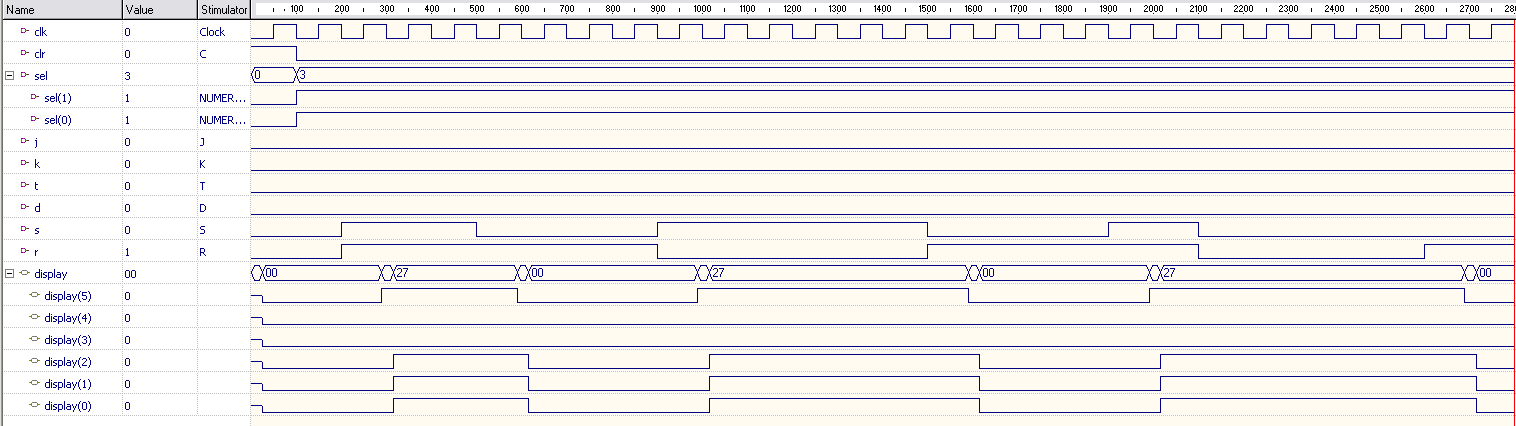 Name Value Stimulator 100 200 300 400 500 600 700 800 900 1000 1100 1200 1300 1400 1500 1600 1700 1800 1900 2000 2100 2200 2300 2400 2500 2600 2700 280
clk 0 Clock
clr 0 C
sel 3 0 3
sel(1) 1 NUMER...
sel(0) 1 NUMER...
j 0 J
k 0 K
t 0 T
d 0 D
s 0 S
r 1 R
display 00 00 27 00 27 00 27 00
display(5) 0
display(4) 0
display(3) 0
display(2) 0
display(1) 0
display(0) 0